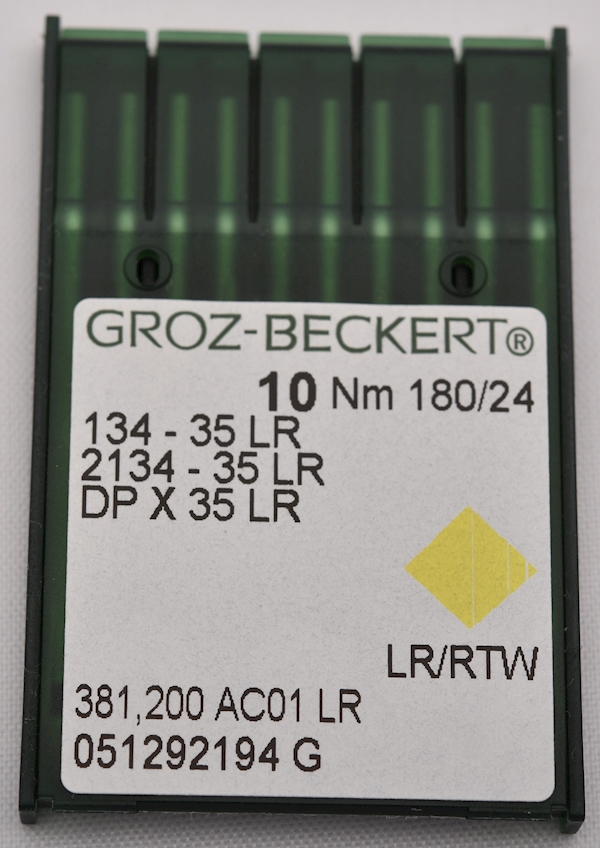 GROZ-BECKERT®
10 Nm 180/24
134 - 35 LR
2134 - 35 LR
DP X 35 LR
LR/RTW
381,200 AC01 LR
051292194 G